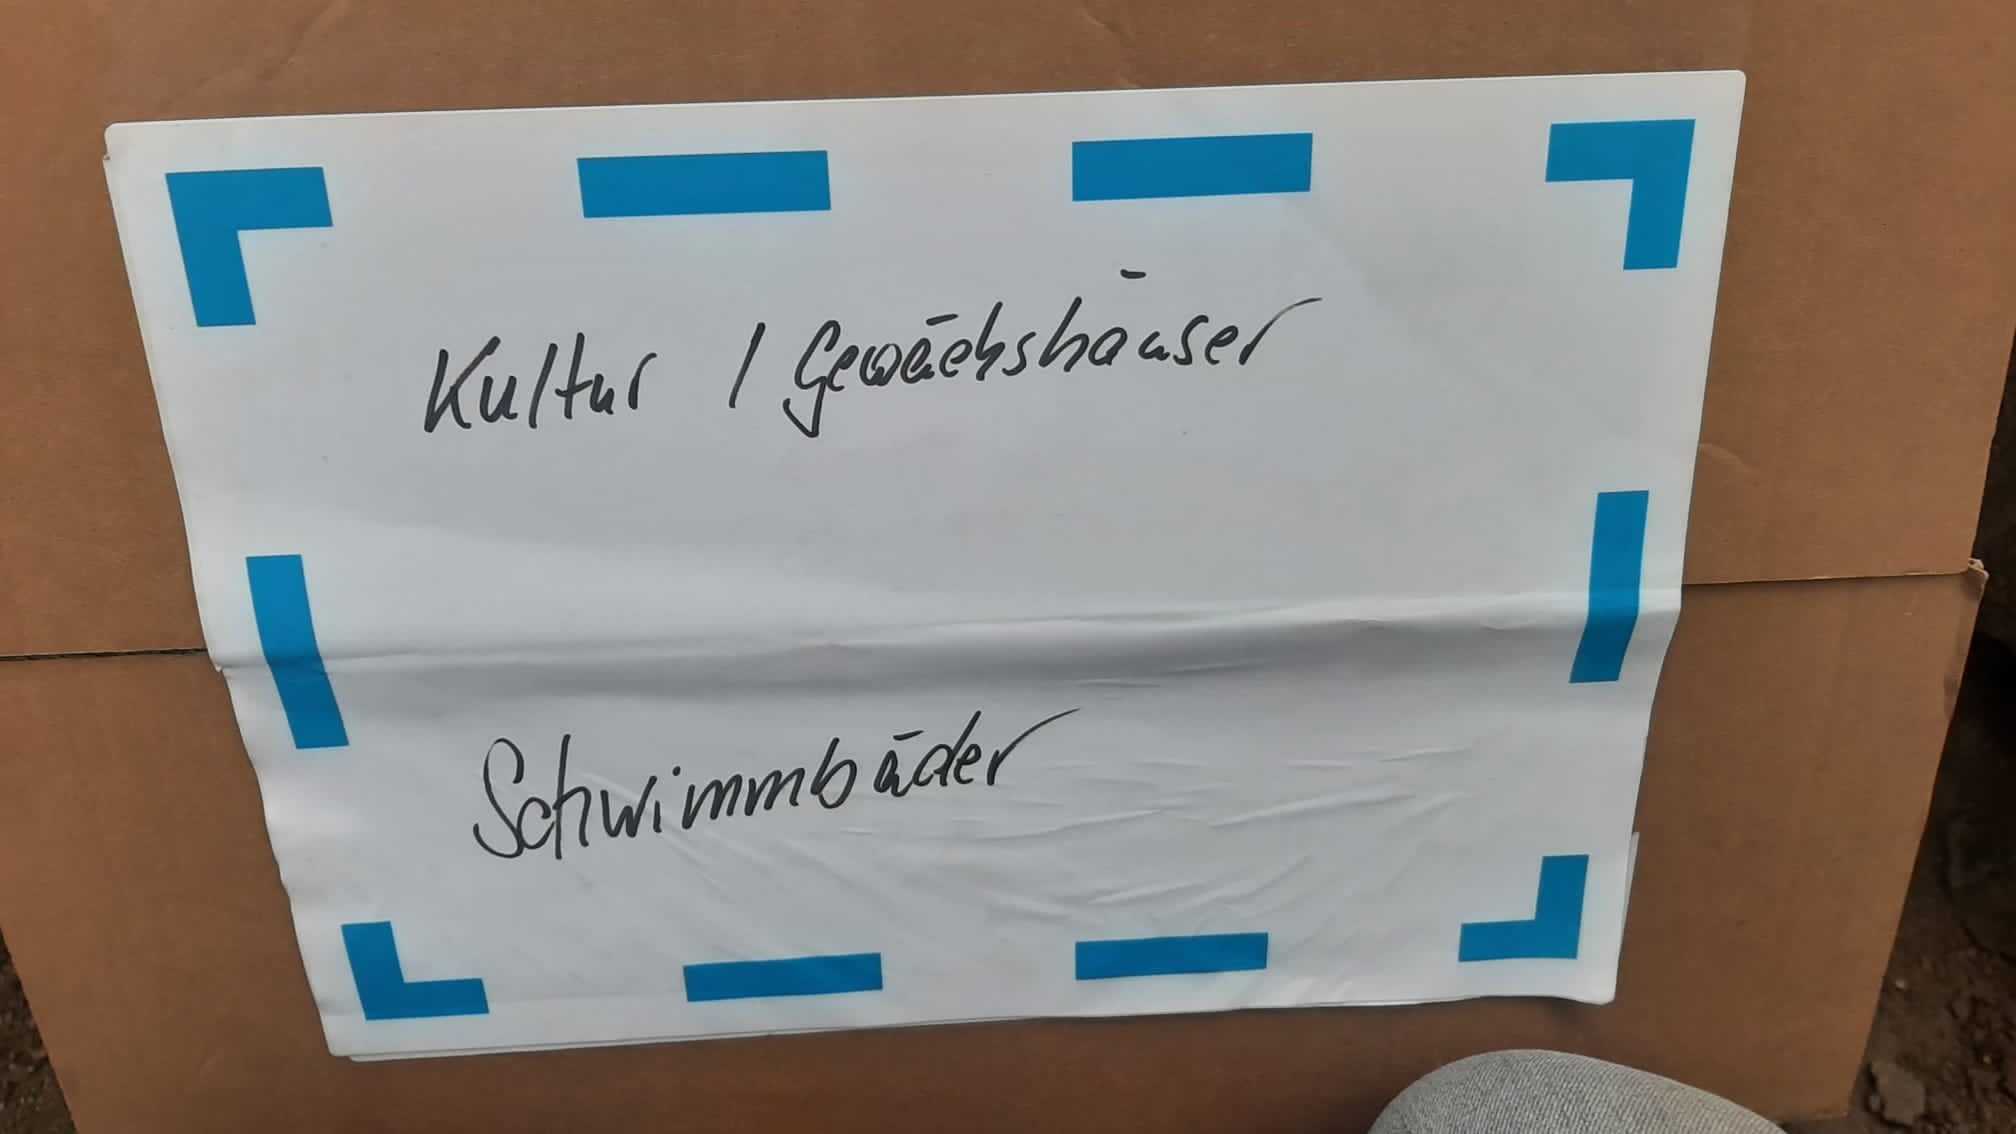 Kultur / Gewächshäuser
Schwimmbäder